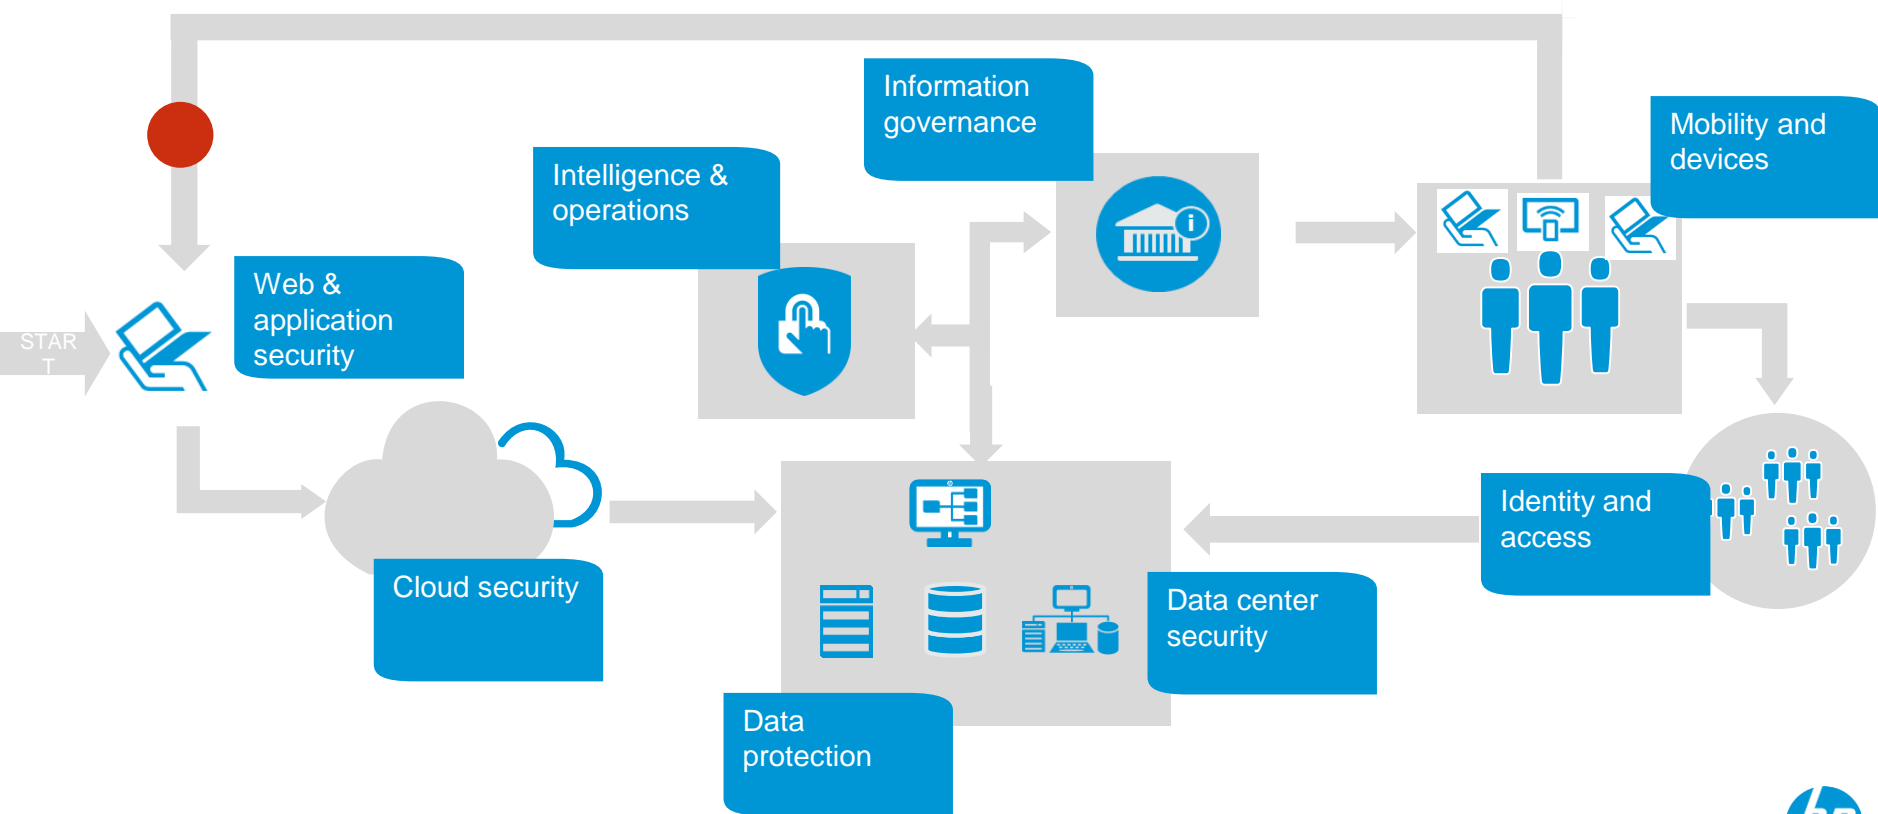 Information
governance
Mobility and
devices
Intelligence &
operations
i
Web &
application
security
STAR
T
Identity and
access
Cloud security
Data center
security
Data
protection
hp